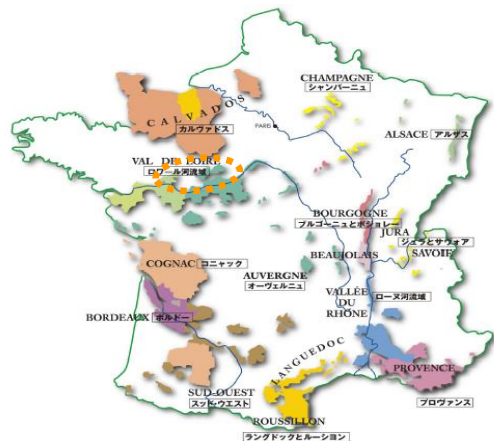 CHAMPAGNE
シャンパーニュ
CALVADOS
カルヴァドス
PARIS
ALSACE アルザス
VAL DE LOIRE
ロワール河流域
BOURGOGNE
ブルゴーニュとボジョレー
JURA
ジュラとサヴォア
SAVOIE
BEAUJOLAIS
COGNAC コニャック
AUVERGNE
オーヴェルニュ
VALLÉE
DU
RHÔNE
ローヌ河流域
BORDEAUX ボルドー
LANGUEDOC
PROVENCE
プロヴァンス
SUD-OUEST
スッド・ウエスト
ROUSSILLON
ラングドックとルーション